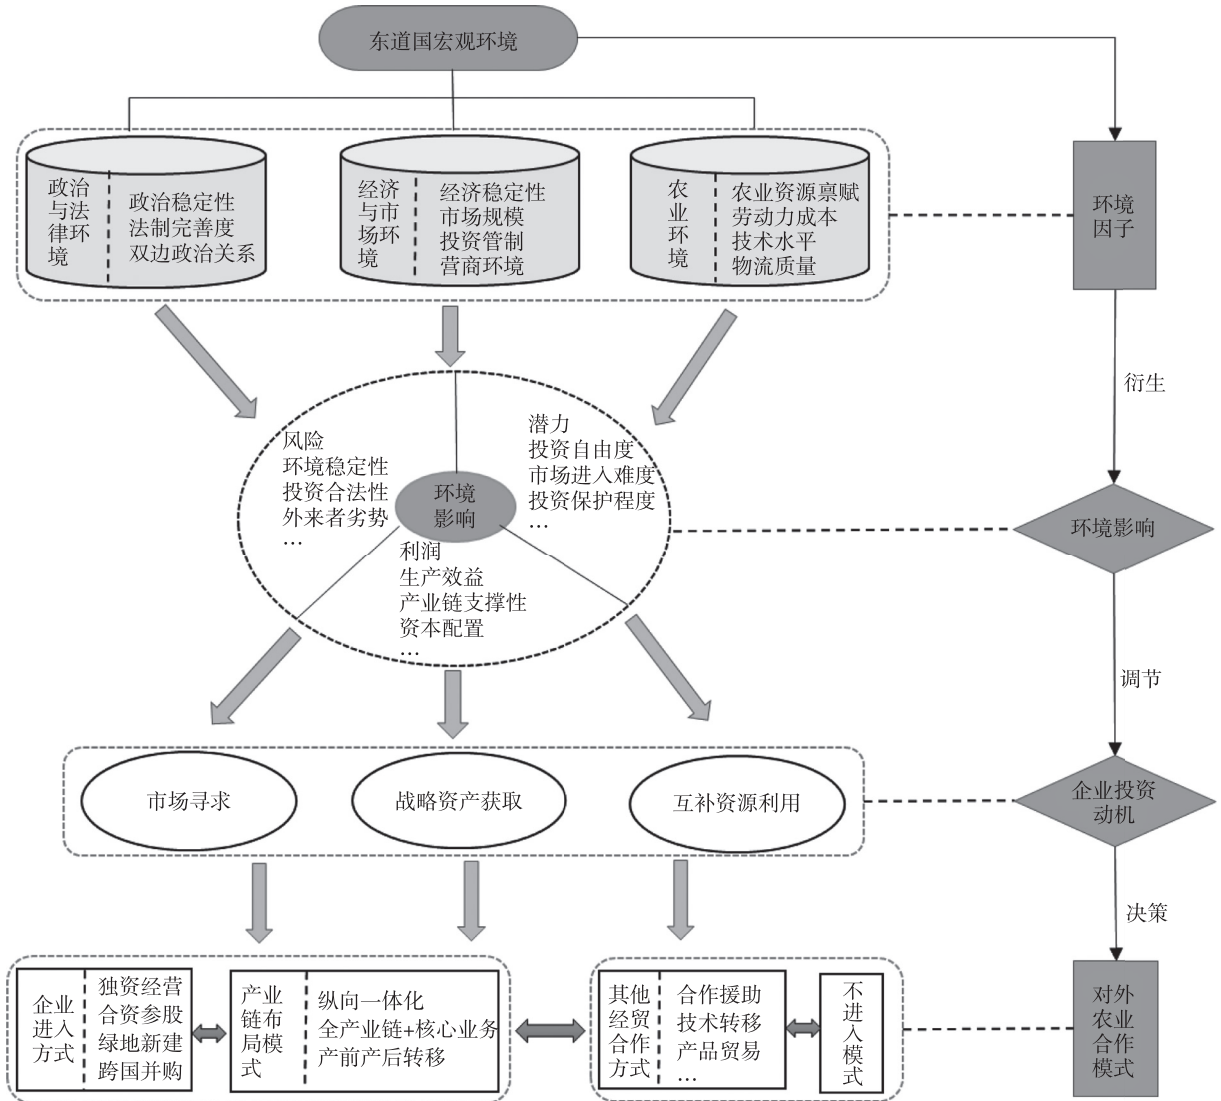 东道国宏观环境
政治
与法
律环
境
政治稳定性
法制完善度
双边政治关系
经济
与市
场环
境
经济稳定性
市场规模
投资管制
营商环境
农
业
环
境
农业资源禀赋
劳动力成本
技术水平
物流质量
环境
因子
衍生
风险
环境稳定性
投资合法性
外来者劣势
…
环境
影响
潜力
投资自由度
市场进入难度
投资保护程度
…
利润
生产效益
产业链支撑性
资本配置
…
环境影响
调节
市场寻求
战略资产获取
互补资源利用
企业投资
动机
决策
企业
进入
方式
独资经营
合资参股
绿地新建
跨国并购
产业
链布
局模
式
纵向一体化
全产业链+核心业务
产前产后转移
其他
经贸
合作
方式
合作援助
技术转移
产品贸易
…
不
进
入
模
式
对外
农业
合作
模式